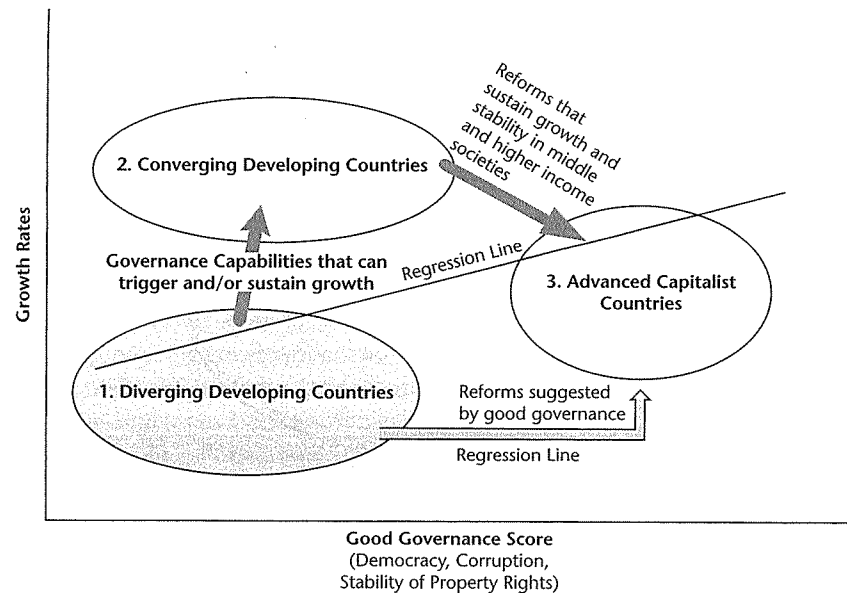 Reforms that
sustain growth and
stability in middle
and higher income
societies
2. Converging Developing Countries
Governance Capabilities that can
trigger and/or sustain growth
Regression Line
3. Advanced Capitalist
Countries
1. Diverging Developing Countries
Reforms suggested
by good governance
Regression Line
Growth Rates
Good Governance Score
(Democracy, Corruption,
Stability of Property Rights)